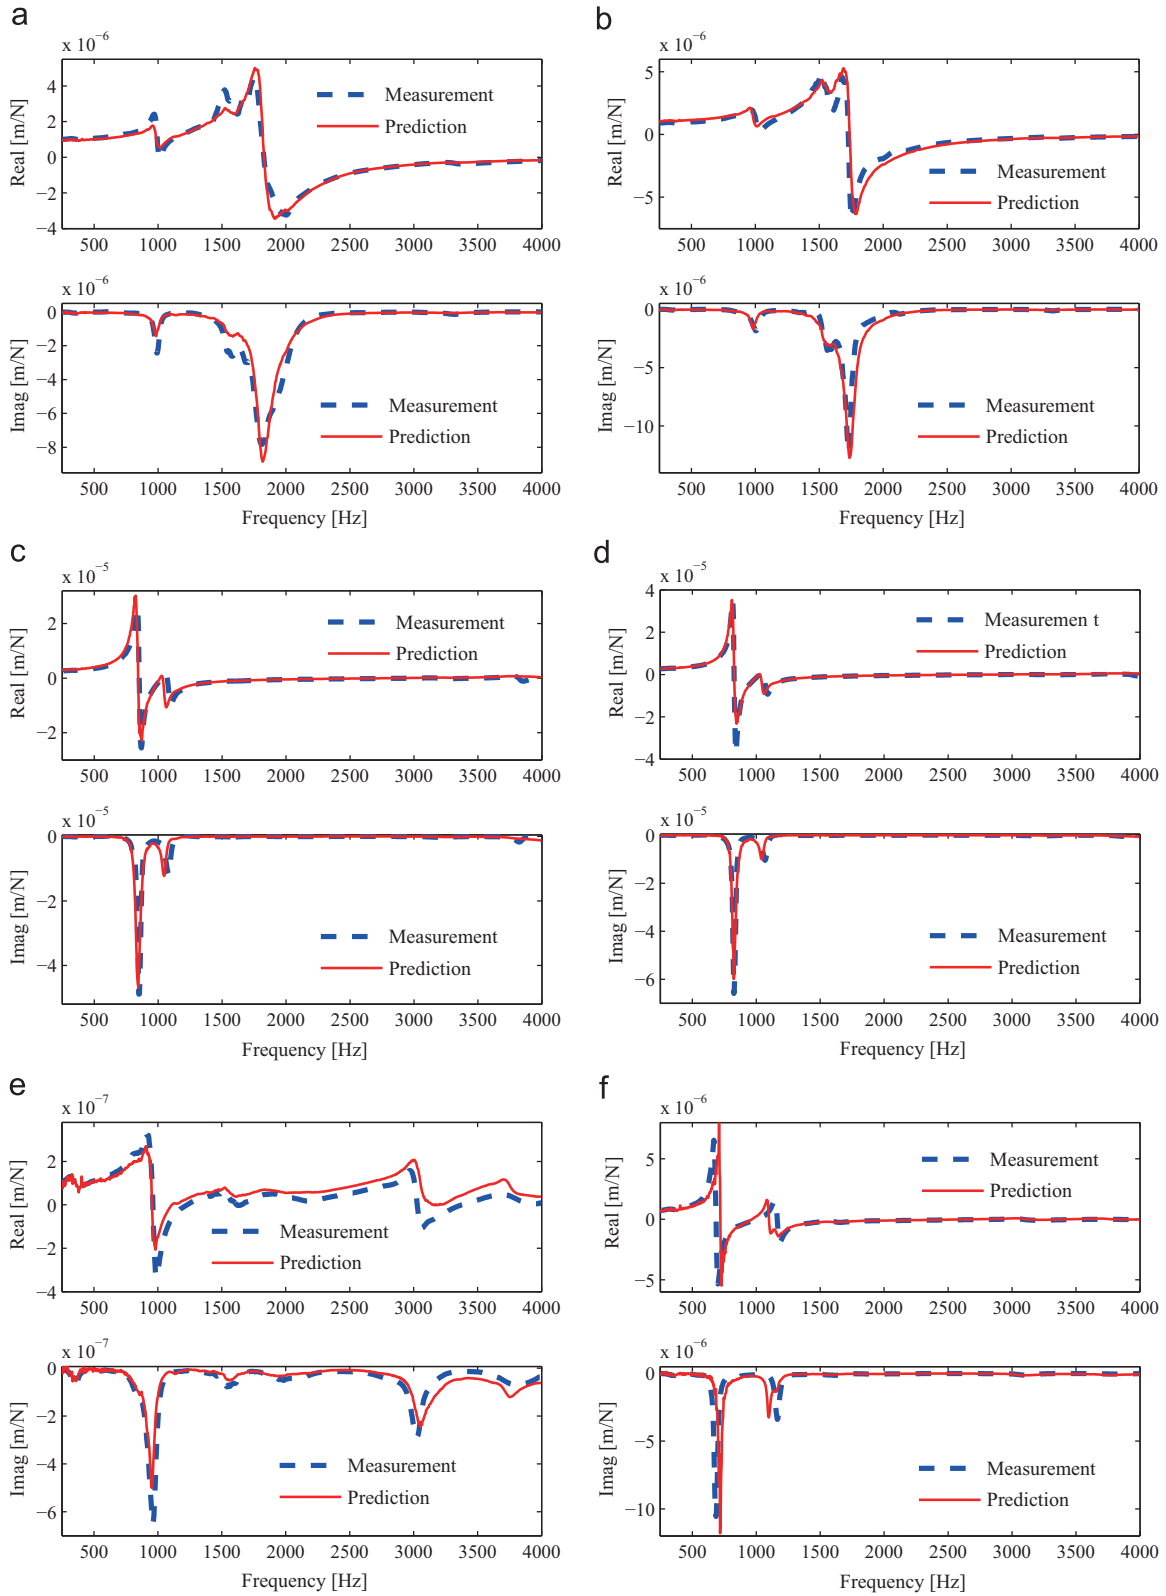 a
x 10−6
Real [m/N]
4
2
0
−2
−4
Measurement
Prediction
500 1000 1500 2000 2500 3000 3500 4000
x 10−6
Imag [m/N]
0
−2
−4
−6
−8
Measurement
Prediction
500 1000 1500 2000 2500 3000 3500 4000
Frequency [Hz]
b
x 10−6
Real [m/N]
5
0
−5
Measurement
Prediction
500 1000 1500 2000 2500 3000 3500 4000
x 10−6
Imag [m/N]
0
−5
−10
Measurement
Prediction
500 1000 1500 2000 2500 3000 3500 4000
Frequency [Hz]
c
x 10−5
Real [m/N]
2
0
−2
Measurement
Prediction
500 1000 1500 2000 2500 3000 3500 4000
x 10−5
Imag [m/N]
0
−2
−4
Measurement
Prediction
500 1000 1500 2000 2500 3000 3500 4000
Frequency [Hz]
d
x 10−5
Real [m/N]
4
2
0
−2
−4
Measuremen t
Prediction
500 1000 1500 2000 2500 3000 3500 4000
x 10−5
Imag [m/N]
0
−2
−4
−6
Measurement
Prediction
500 1000 1500 2000 2500 3000 3500 4000
Frequency [Hz]
e
x 10−7
Real [m/N]
2
0
−2
−4
Measurement
Prediction
500 1000 1500 2000 2500 3000 3500 4000
x 10−7
Imag [m/N]
0
−2
−4
−6
Measurement
Prediction
500 1000 1500 2000 2500 3000 3500 4000
Frequency [Hz]
f
x 10−6
Real [m/N]
5
0
−5
Measurement
Prediction
500 1000 1500 2000 2500 3000 3500 4000
x 10−6
Imag [m/N]
0
−5
−10
Measurement
Prediction
500 1000 1500 2000 2500 3000 3500 4000
Frequency [Hz]